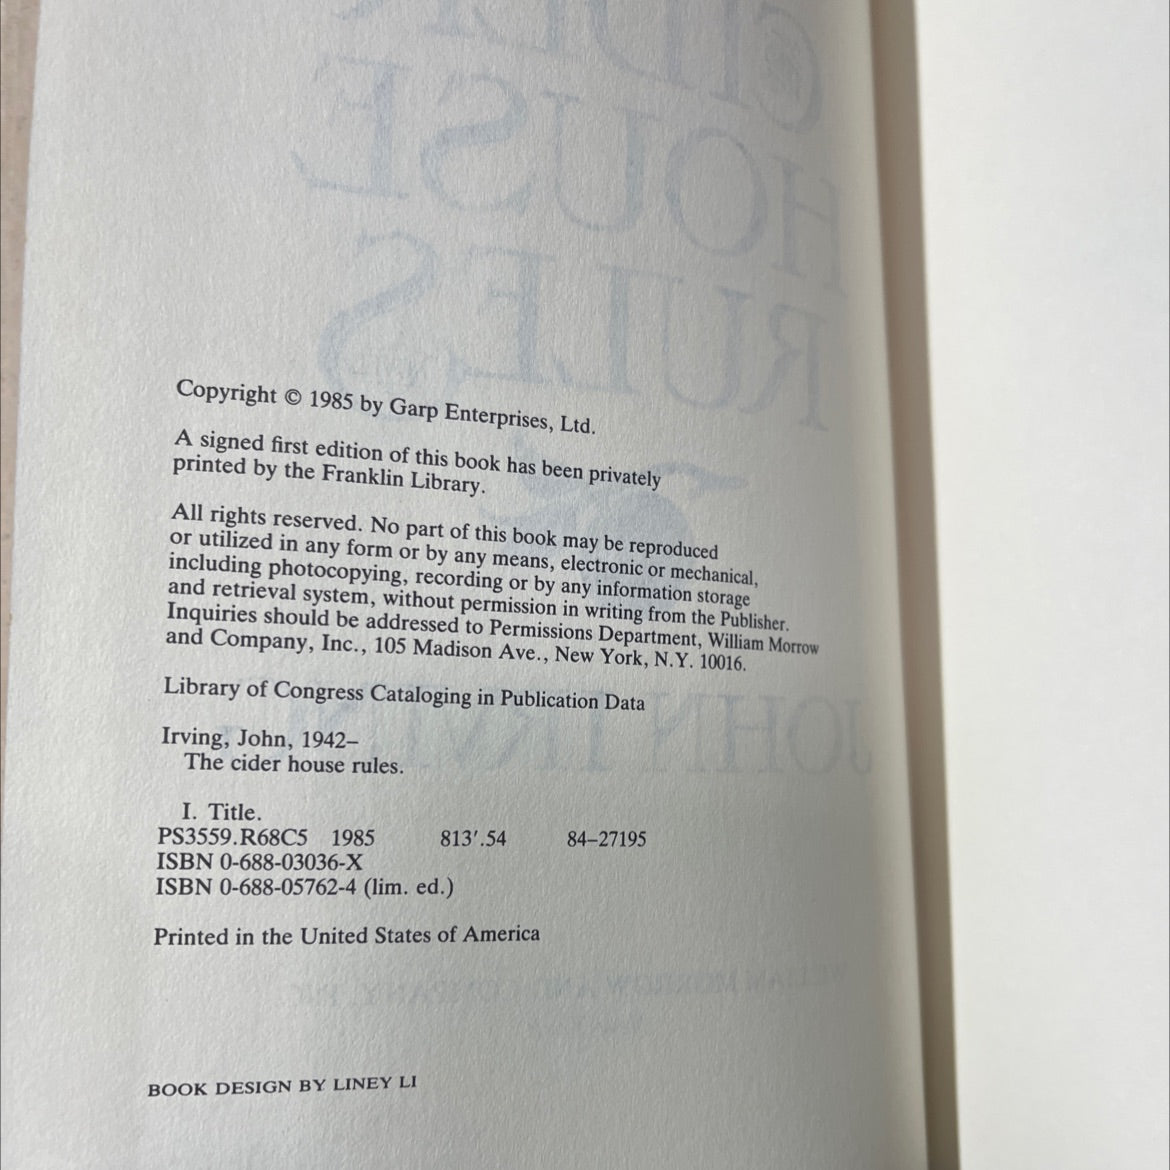 Copyright © 1985 by Garp Enterprises, Ltd.
A signed first edition of this book has been privately
printed by the Franklin Library.
All rights reserved. No part of this book may be reproduced
or utilized in any form or by any means, electronic or mechanical,
including photocopying, recording or by any information storage
and retrieval system, without permission in writing from the Publisher.
Inquiries should be addressed to Permissions Department, William Morrow
and Company, Inc., 105 Madison Ave., New York, N.Y. 10016.
Library of Congress Cataloging in Publication Data
Irving, John, 1942–
The cider house rules.
I. Title.
PS3559.R68C5 1985 813′.54 84–27195
ISBN 0-688-03036-X
ISBN 0-688-05762-4 (lim. ed.)
Printed in the United States of America
BOOK DESIGN BY LINEY LI